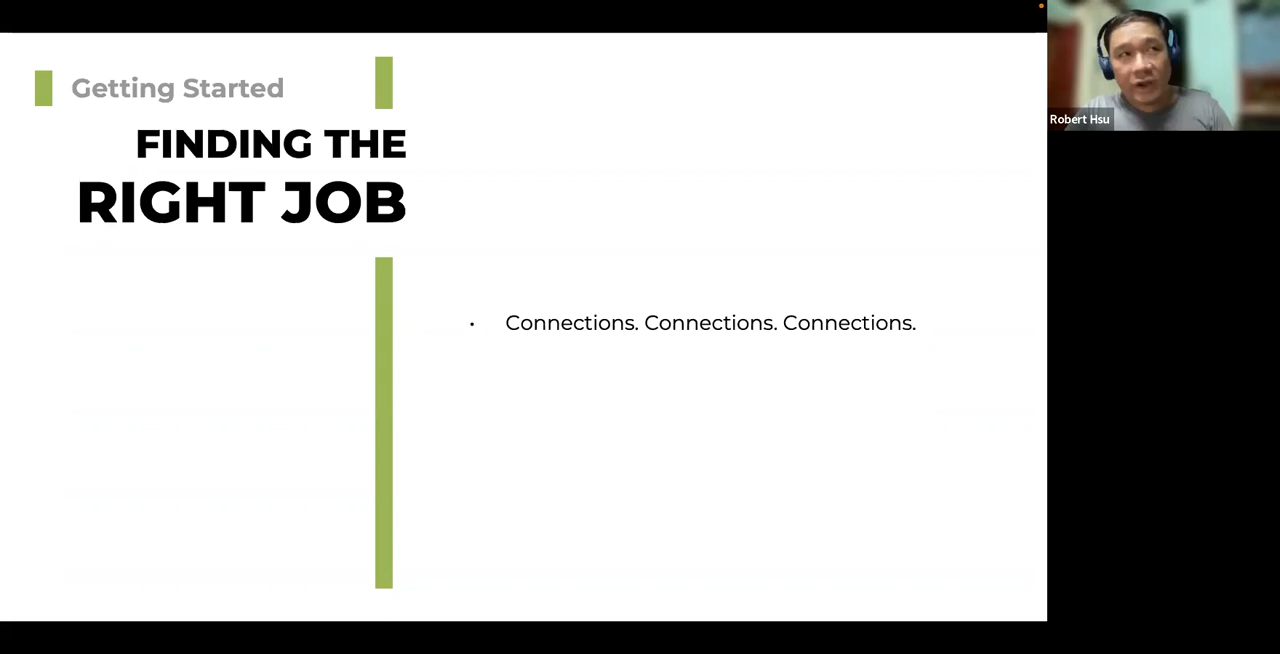 Getting Started
FINDING THE
RIGHT JOB
• Connections. Connections. Connections.
Robert Hsu